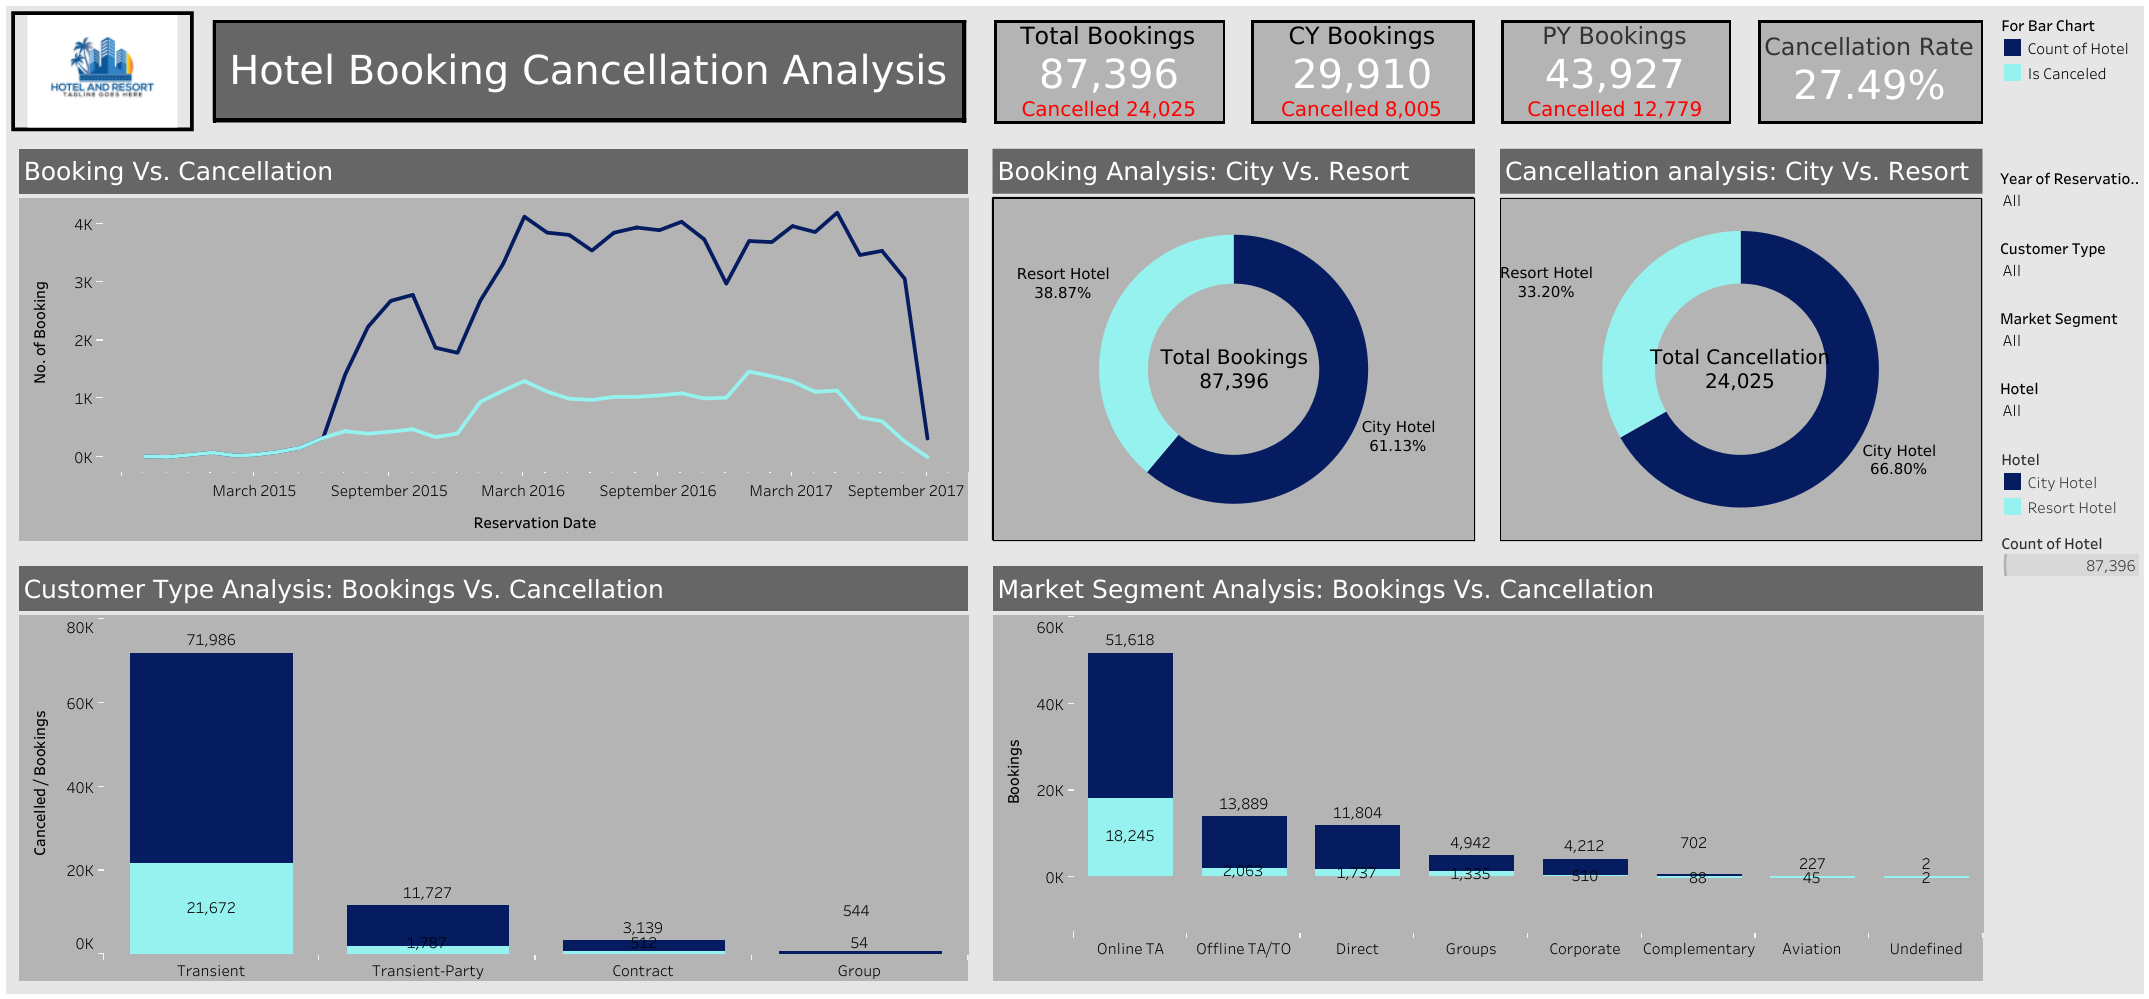 HOTEL AND RESORT
TAGLINE GOES HERE
Hotel Booking Cancellation Analysis
Total Bookings
87,396
Cancelled 24,025
CY Bookings
29,910
Cancelled 8,005
PY Bookings
43,927
Cancelled 12,779
Cancellation Rate
27.49%
For Bar Chart
Count of Hotel
Is Canceled
Booking Vs. Cancellation
4K
3K
2K
1K
0K
No. of Booking
March 2015
September 2015
March 2016
September 2016
March 2017
September 2017
Reservation Date
Booking Analysis: City Vs. Resort
Resort Hotel
38.87%
Total Bookings
87,396
City Hotel
61.13%
Cancellation analysis: City Vs. Resort
Resort Hotel
33.20%
Total Cancellation
24,025
City Hotel
66.80%
Year of Reservatio..
All
Customer Type
All
Market Segment
All
Hotel
All
Hotel
City Hotel
Resort Hotel
Count of Hotel
87,396
Customer Type Analysis: Bookings Vs. Cancellation
80K
60K
40K
20K
0K
Cancelled / Bookings
71,986
21,672
11,727
1,787
3,139
512
544
54
Transient
Transient-Party
Contract
Group
Market Segment Analysis: Bookings Vs. Cancellation
60K
40K
20K
0K
Bookings
51,618
18,245
13,889
2,063
11,804
1,737
4,942
1,335
4,212
510
702
88
227
45
2
2
Online TA
Offline TA/TO
Direct
Groups
Corporate
Complementary
Aviation
Undefined